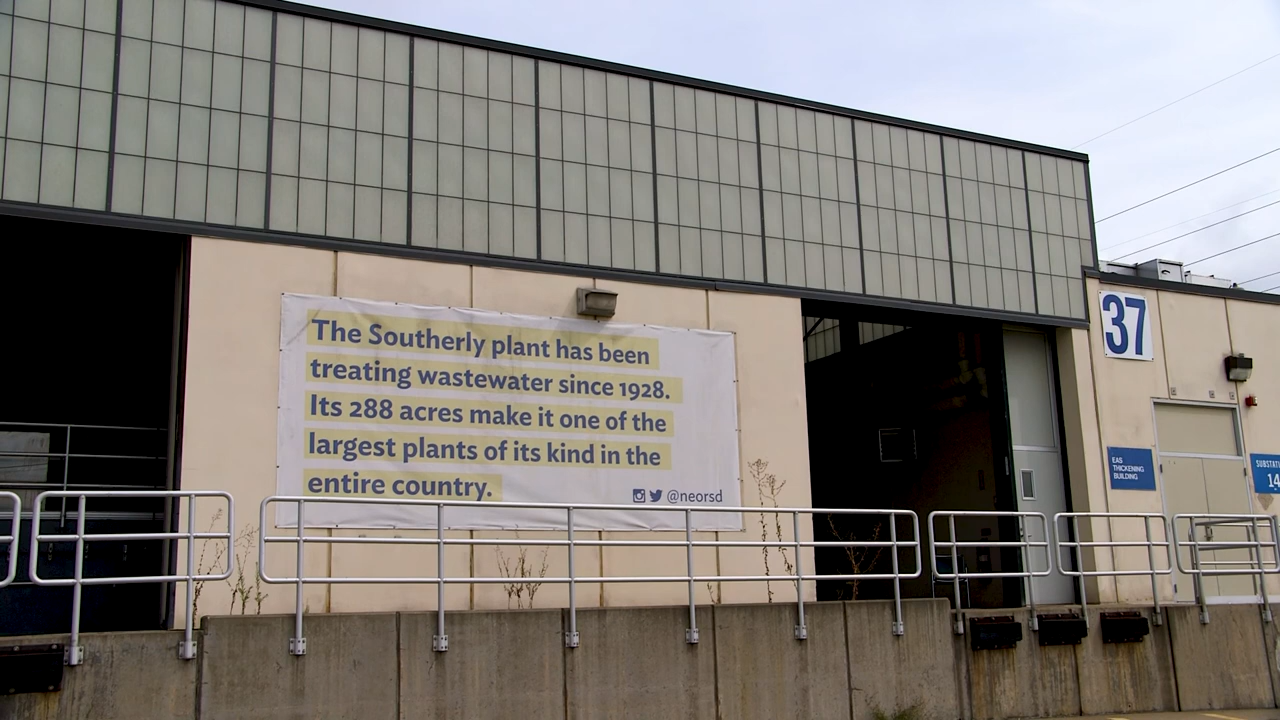 The Southerly plant has been
treating wastewater since 1928.
Its 288 acres make it one of the
largest plants of its kind in the
entire country.
@neorsd
37
EAS
THICKENING
BUILDING
14